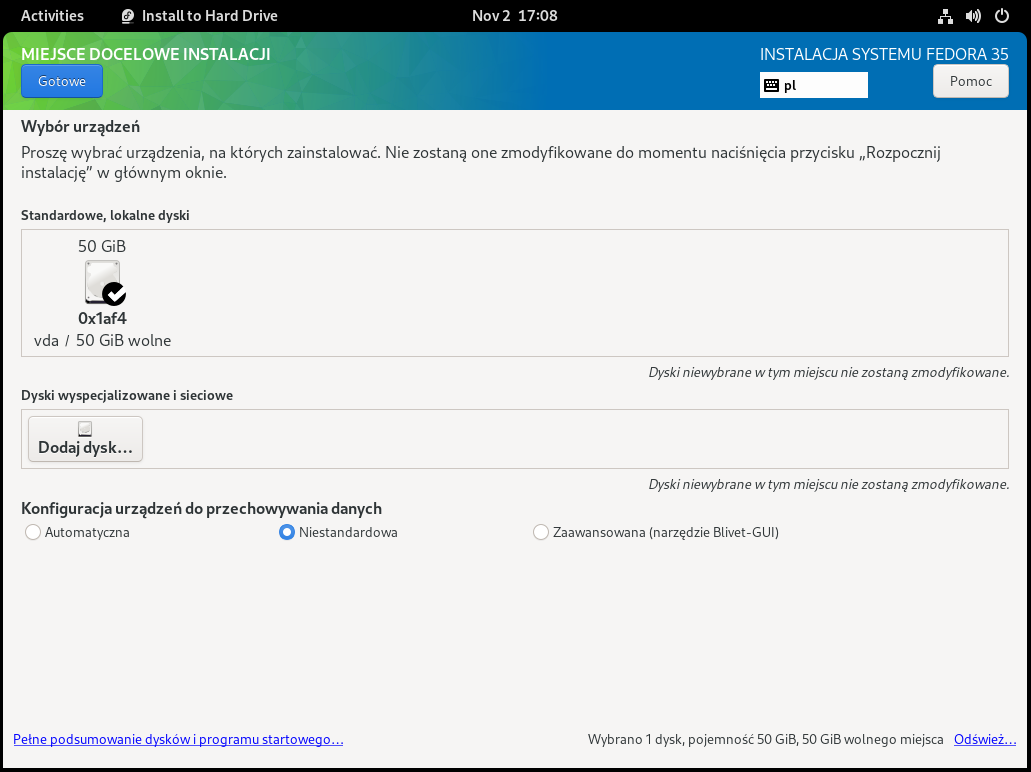 Activities Install to Hard Drive Nov 2 17:08
MIEJSCE DOCELOWE INSTALACJI INSTALACJA SYSTEMU FEDORA 35
Gotowe pl Pomoc
Wybór urządzeń
Proszę wybrać urządzenia, na których zainstalować. Nie zostaną one zmodyfikowane do momentu naciśnięcia przycisku „Rozpocznij
instalację” w głównym oknie.
Standardowe, lokalne dyski
50 GiB
0x1af4
vda / 50 GiB wolne
Dyski niewybrane w tym miejscu nie zostaną zmodyfikowane.
Dyski wyspecjalizowane i sieciowe
Dodaj dysk…
Dyski niewybrane w tym miejscu nie zostaną zmodyfikowane.
Konfiguracja urządzeń do przechowywania danych
Automatyczna Niestandardowa Zaawansowana (narzędzie Blivet-GUI)
Pełne podsumowanie dysków i programu startowego… Wybrano 1 dysk, pojemność 50 GiB, 50 GiB wolnego miejsca Odśwież…